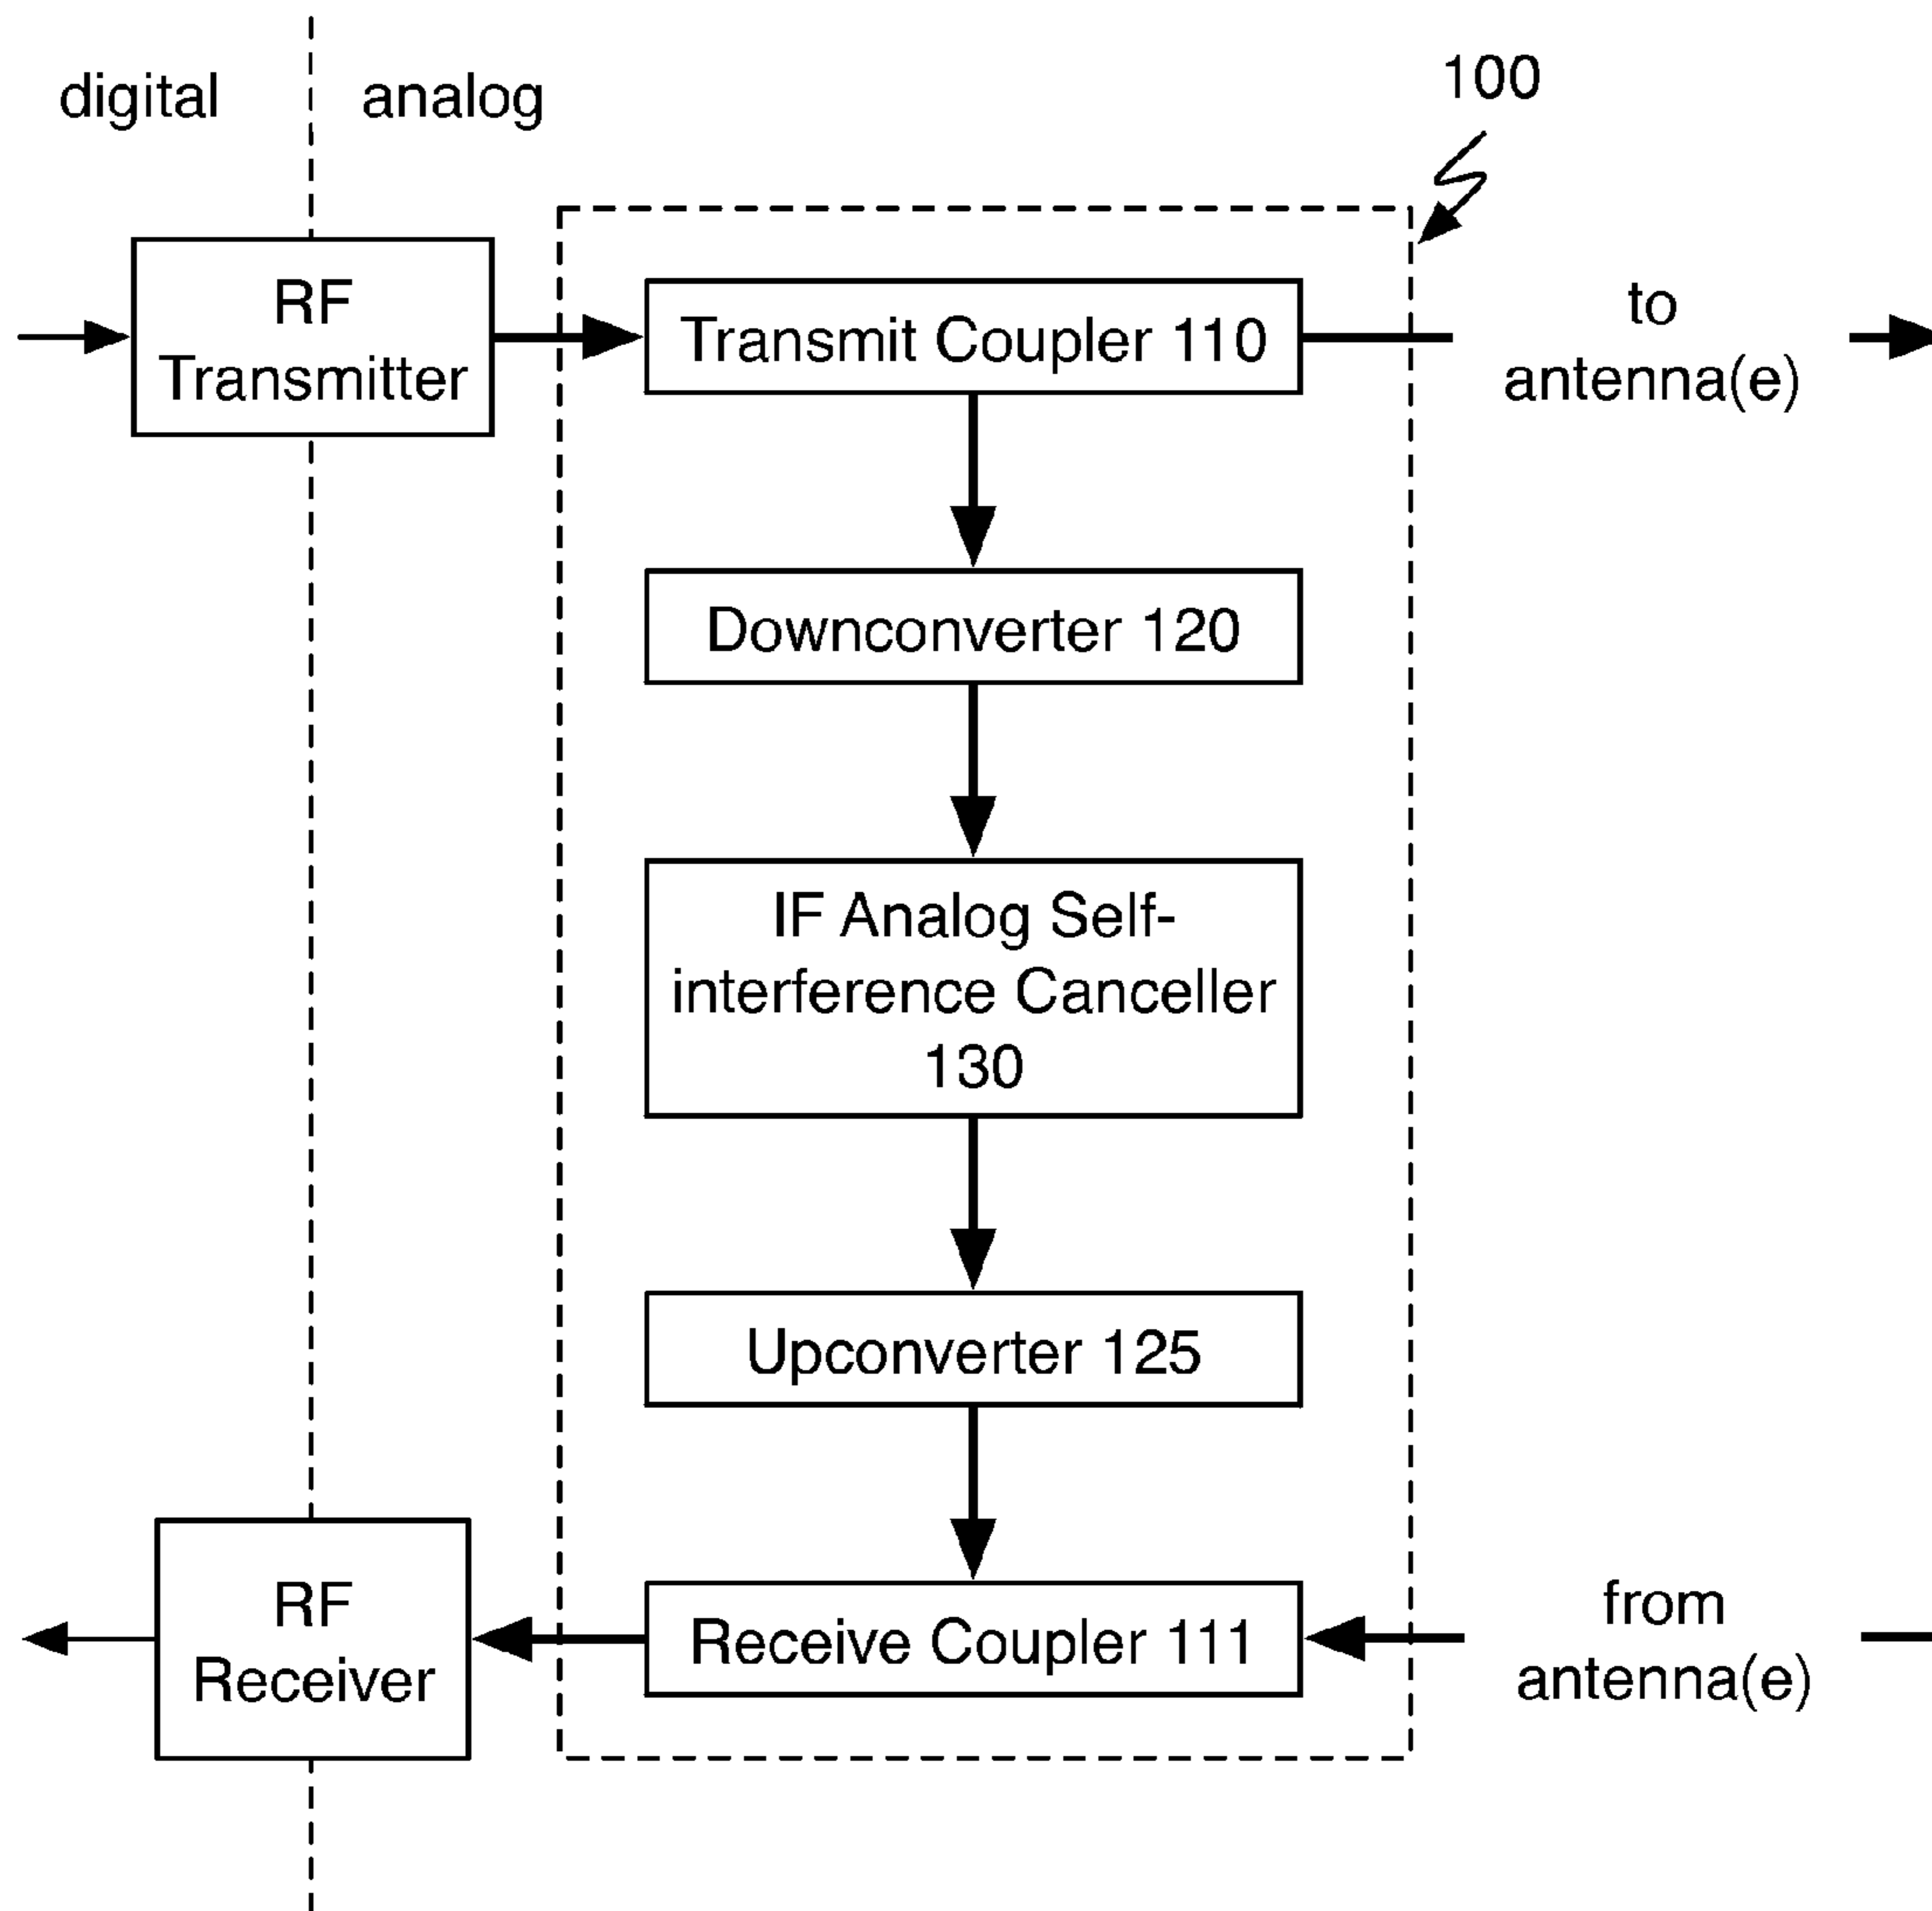 digital
analog
100
RF
Transmitter
Transmit Coupler 110
to
antenna(e)
Downconverter 120
IF Analog Self-
interference Canceller
130
Upconverter 125
RF
Receiver
Receive Coupler 111
from
antenna(e)